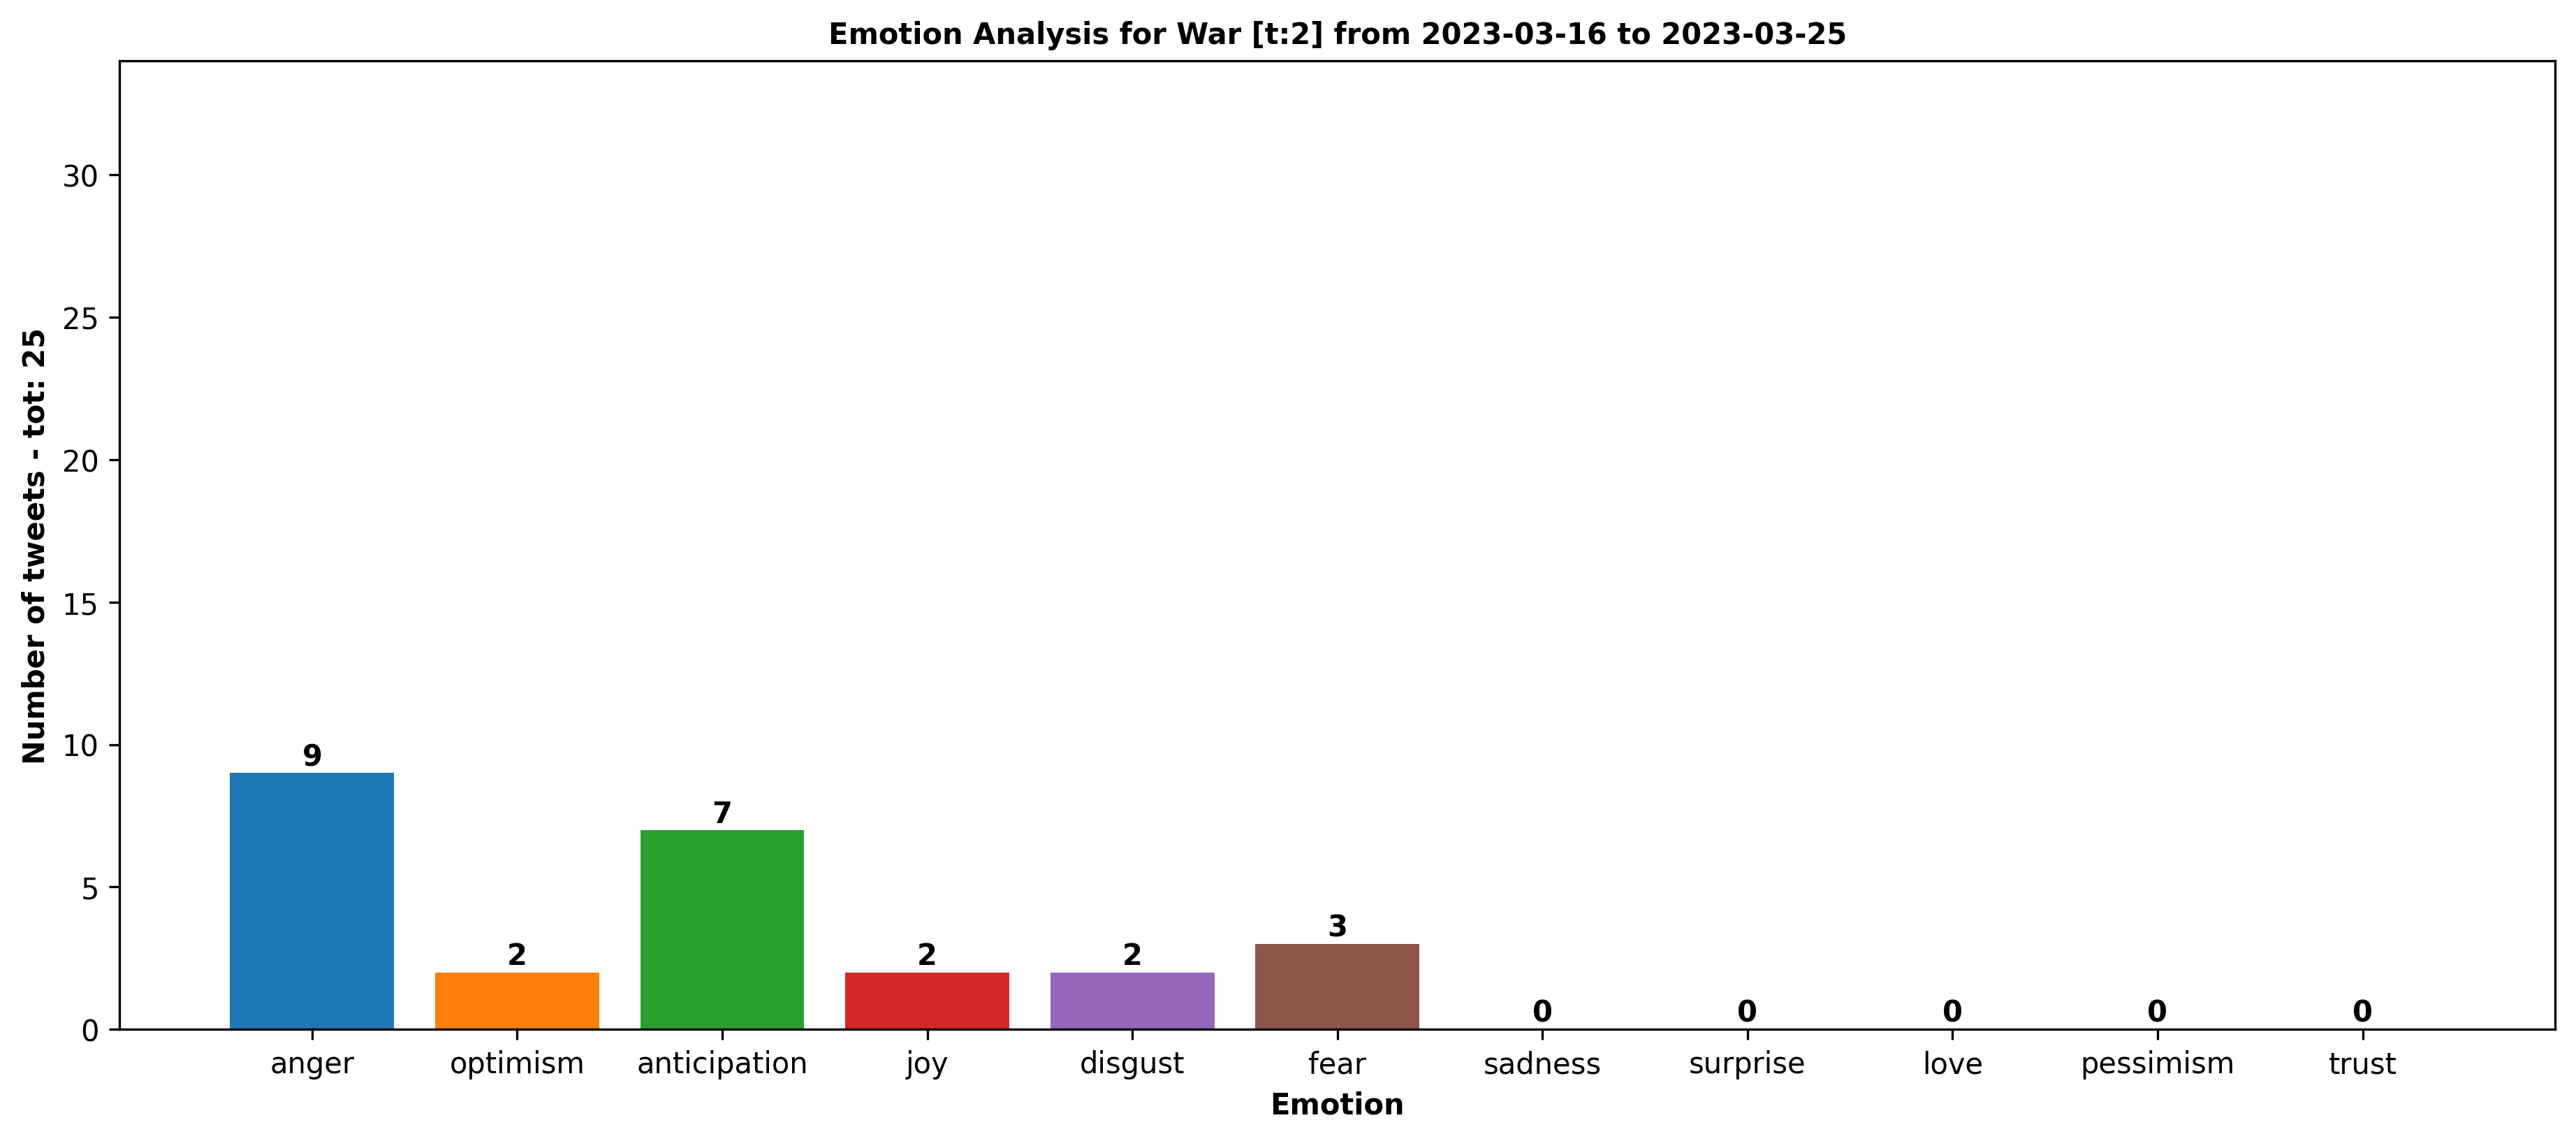 Emotion Analysis for War [t:2] from 2023-03-16 to 2023-03-25
Number of tweets - tot: 25
30
25
20
15
10
5
0
9
2
7
2
2
3
0
0
0
0
0
anger
optimism
anticipation
joy
disgust
fear
sadness
surprise
love
pessimism
trust
Emotion